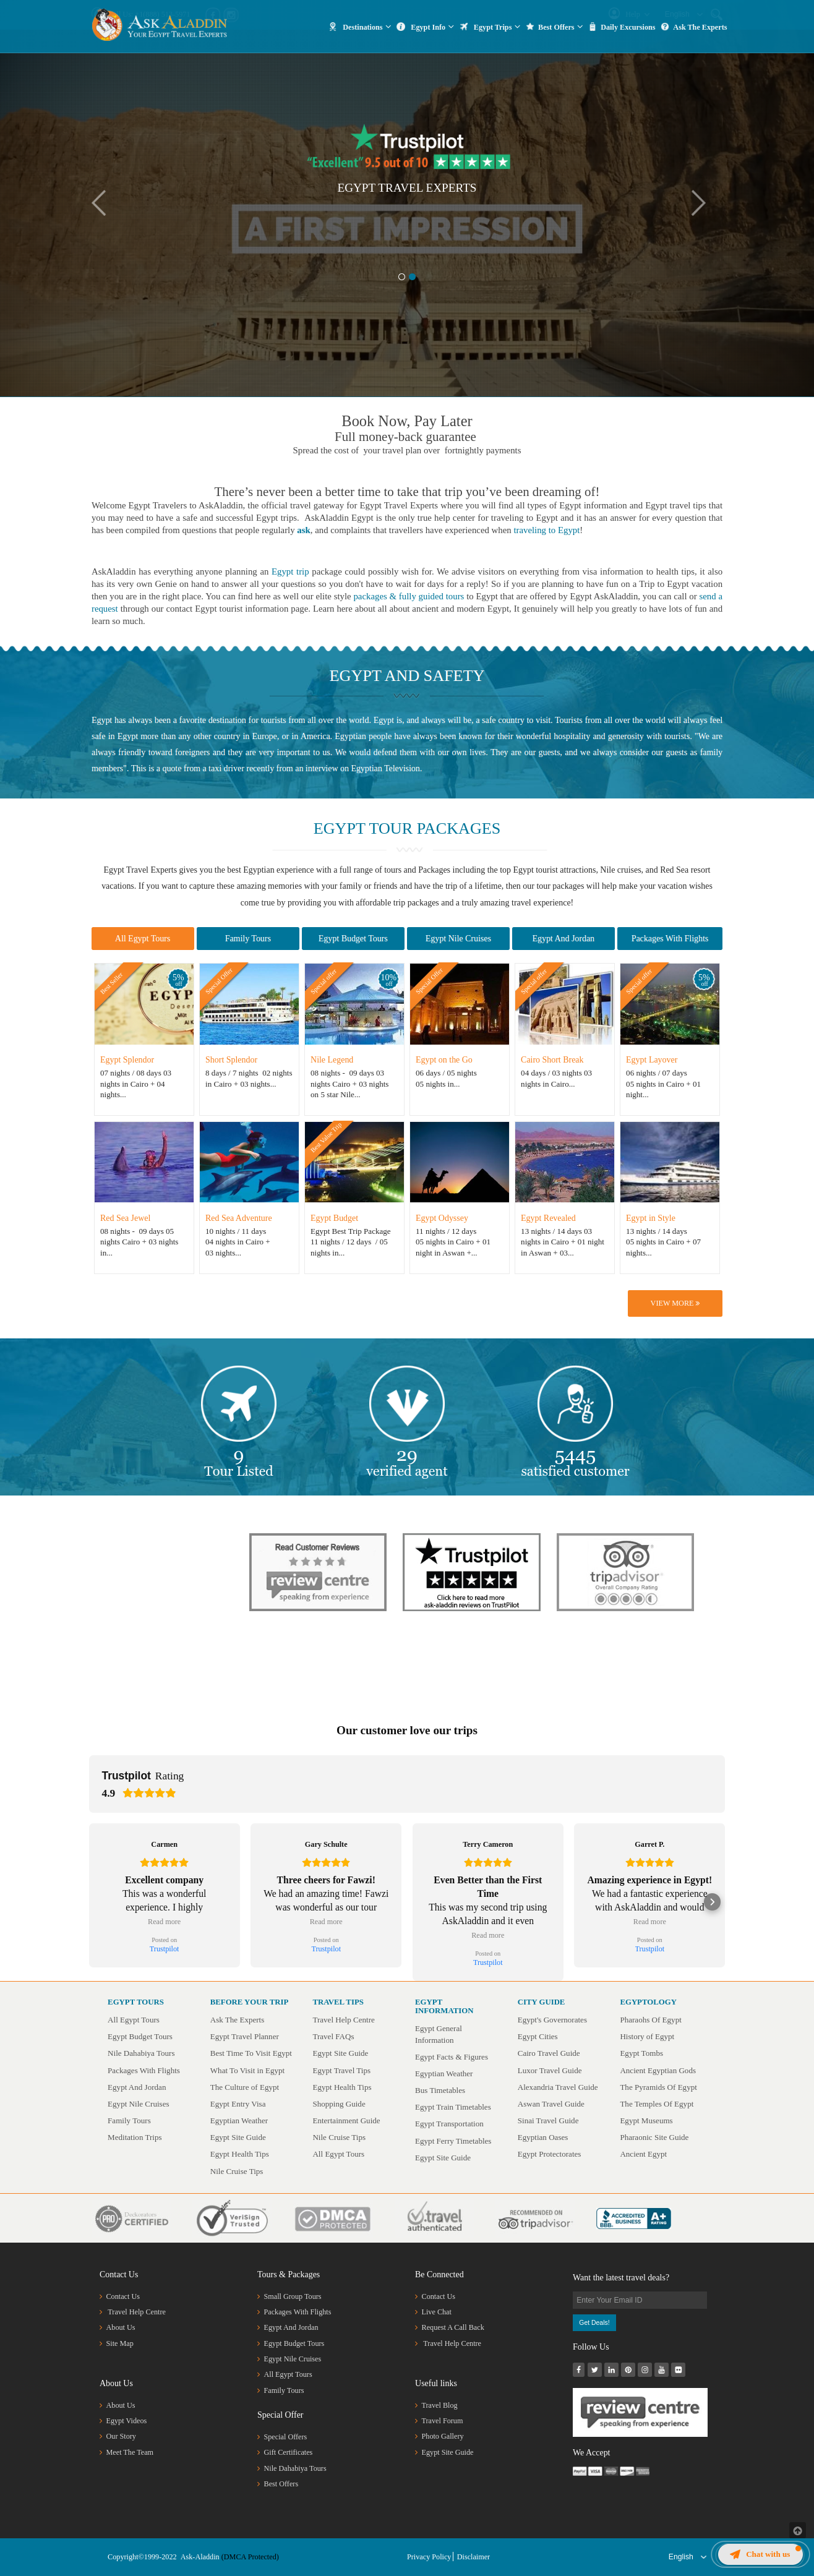 ASK ALADDIN
YOUR EGYPT TRAVEL EXPERTS
Destinations
Egypt Info
Egypt Trips
Best Offers
Daily Excursions
Ask The Experts
Trustpilot
"Excellent" 9.5 out of 10
EGYPT TRAVEL EXPERTS
A FIRST IMPRESSION
Book Now, Pay Later
Full money-back guarantee
Spread the cost of  your travel plan over  fortnightly payments
There's never been a better time to take that trip you've been dreaming of!
Welcome Egypt Travelers to AskAladdin, the official travel gateway for Egypt Travel Experts where you will find all types of Egypt information and Egypt travel tips that
you may need to have a safe and successful Egypt trips.  AskAladdin Egypt is the only true help center for traveling to Egypt and it has an answer for every question that
has been compiled from questions that people regularly ask, and complaints that travellers have experienced when traveling to Egypt!
AskAladdin has everything anyone planning an Egypt trip package could possibly wish for. We advise visitors on everything from visa information to health tips, it also
has its very own Genie on hand to answer all your questions so you don't have to wait for days for a reply! So if you are planning to have fun on a Trip to Egypt vacation
then you are in the right place. You can find here as well our elite style packages & fully guided tours to Egypt that are offered by Egypt AskAladdin, you can call or send a
request through our contact Egypt tourist information page. Learn here about all about ancient and modern Egypt, It genuinely will help you greatly to have lots of fun and
learn so much.
EGYPT AND SAFETY
Egypt has always been a favorite destination for tourists from all over the world. Egypt is, and always will be, a safe country to visit. Tourists from all over the world will always feel
safe in Egypt more than any other country in Europe, or in America. Egyptian people have always been known for their wonderful hospitality and generosity with tourists. "We are
always friendly toward foreigners and they are very important to us. We would defend them with our own lives. They are our guests, and we always consider our guests as family
members". This is a quote from a taxi driver recently from an interview on Egyptian Television.
EGYPT TOUR PACKAGES
Egypt Travel Experts gives you the best Egyptian experience with a full range of tours and Packages including the top Egypt tourist attractions, Nile cruises, and Red Sea resort
vacations. If you want to capture these amazing memories with your family or friends and have the trip of a lifetime, then our tour packages will help make your vacation wishes
come true by providing you with affordable trip packages and a truly amazing travel experience!
All Egypt Tours
Family Tours
Egypt Budget Tours
Egypt Nile Cruises
Egypt And Jordan
Packages With Flights
Best Seller
5% off
EGYP
Egypt Splendor
07 nights / 08 days 03
nights in Cairo + 04
nights...
Special Offer
Short Splendor
8 days / 7 nights  02 nights
in Cairo + 03 nights...
Special offer
10% off
Nile Legend
08 nights -  09 days 03
nights Cairo + 03 nights
on 5 star Nile...
Special Offer
Egypt on the Go
06 days / 05 nights
05 nights in...
Special offer
Cairo Short Break
04 days / 03 nights 03
nights in Cairo...
Special offer
5% off
Egypt Layover
06 nights / 07 days
05 nights in Cairo + 01
night...
Red Sea Jewel
08 nights -  09 days 05
nights Cairo + 03 nights
in...
Red Sea Adventure
10 nights / 11 days
04 nights in Cairo +
03 nights...
Best Value Trip
Egypt Budget
Egypt Best Trip Package
11 nights / 12 days  / 05
nights in...
Egypt Odyssey
11 nights / 12 days
05 nights in Cairo + 01
night in Aswan +...
Egypt Revealed
13 nights / 14 days 03
nights in Cairo + 01 night
in Aswan + 03...
Egypt in Style
13 nights / 14 days
05 nights in Cairo + 07
nights...
VIEW MORE »
9
Tour Listed
29
verified agent
5445
satisfied customer
Read Customer Reviews
review centre
speaking from experience
Trustpilot
Click here to read more
ask-aladdin reviews on TrustPilot
tripadvisor
Overall Company Rating
Our customer love our trips
Trustpilot Rating
4.9
Carmen
Excellent company
This was a wonderful
experience. I highly
Read more
Posted on
Trustpilot
Gary Schulte
Three cheers for Fawzi!
We had an amazing time! Fawzi
was wonderful as our tour
Read more
Posted on
Trustpilot
Terry Cameron
Even Better than the First
Time
This was my second trip using
AskAladdin and it even
Read more
Posted on
Trustpilot
Garret P.
Amazing experience in Egypt!
We had a fantastic experience
with AskAladdin and would
Read more
Posted on
Trustpilot
EGYPT TOURS
All Egypt Tours
Egypt Budget Tours
Nile Dahabiya Tours
Packages With Flights
Egypt And Jordan
Egypt Nile Cruises
Family Tours
Meditation Trips
BEFORE YOUR TRIP
Ask The Experts
Egypt Travel Planner
Best Time To Visit Egypt
What To Visit in Egypt
The Culture of Egypt
Egypt Entry Visa
Egyptian Weather
Egypt Site Guide
Egypt Health Tips
Nile Cruise Tips
TRAVEL TIPS
Travel Help Centre
Travel FAQs
Egypt Site Guide
Egypt Travel Tips
Egypt Health Tips
Shopping Guide
Entertainment Guide
Nile Cruise Tips
All Egypt Tours
EGYPT
INFORMATION
Egypt General
Information
Egypt Facts & Figures
Egyptian Weather
Bus Timetables
Egypt Train Timetables
Egypt Transportation
Egypt Ferry Timetables
Egypt Site Guide
CITY GUIDE
Egypt's Governorates
Egypt Cities
Cairo Travel Guide
Luxor Travel Guide
Alexandria Travel Guide
Aswan Travel Guide
Sinai Travel Guide
Egyptian Oases
Egypt Protectorates
EGYPTOLOGY
Pharaohs Of Egypt
History of Egypt
Egypt Tombs
Ancient Egyptian Gods
The Pyramids Of Egypt
The Temples Of Egypt
Egypt Museums
Pharaonic Site Guide
Ancient Egypt
PRO
CERTIFIED
VeriSign
Trusted
DMCA
PROTECTED
travel
authenticated
RECOMMENDED ON
tripadvisor
BBB.
ACCREDITED
BUSINESS
A+
RATING
Contact Us
Contact Us
Travel Help Centre
About Us
Site Map
About Us
About Us
Egypt Videos
Our Story
Meet The Team
Tours & Packages
Small Group Tours
Packages With Flights
Egypt And Jordan
Egypt Budget Tours
Egypt Nile Cruises
All Egypt Tours
Family Tours
Special Offer
Special Offers
Gift Certificates
Nile Dahabiya Tours
Best Offers
Be Connected
Contact Us
Live Chat
Request A Call Back
Travel Help Centre
Useful links
Travel Blog
Travel Forum
Photo Gallery
Egypt Site Guide
Want the latest travel deals?
Enter Your Email ID
Get Deals!
Follow Us
review centre
speaking from experience
We Accept
Copyright©1999-2022  Ask-Aladdin (DMCA Protected)
Privacy Policy | Disclaimer
English
Chat with us